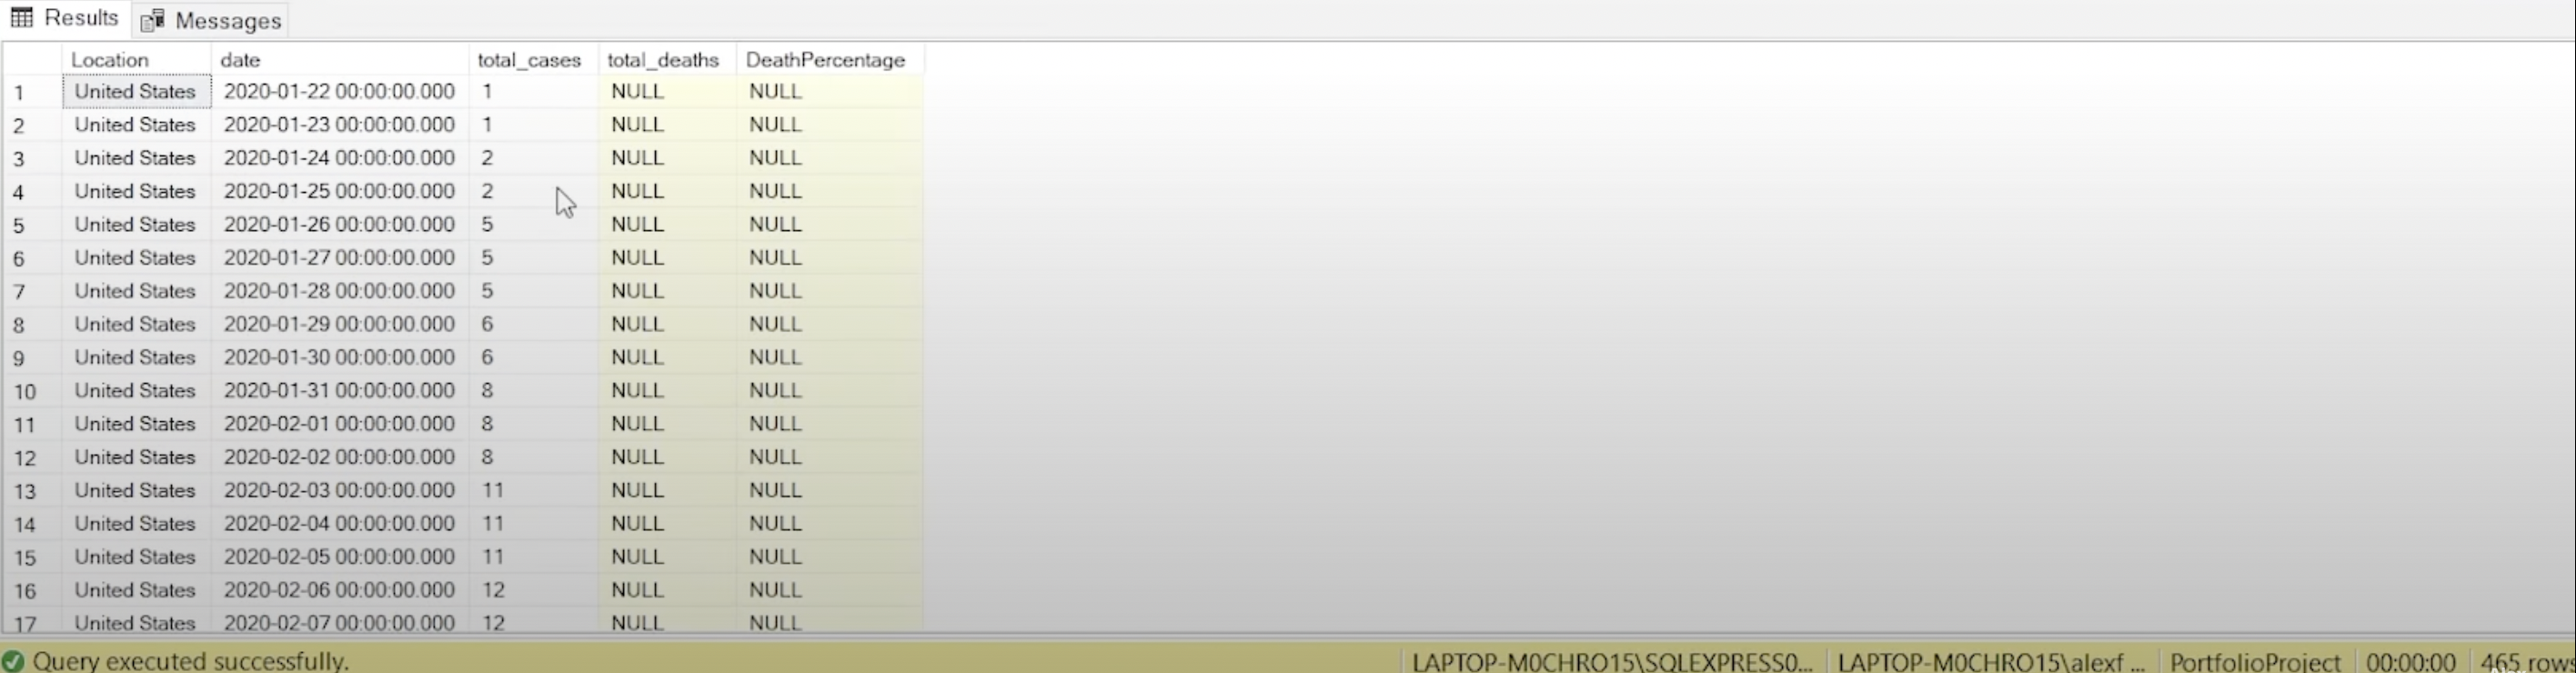 Results Messages
Location date total_cases total_deaths DeathPercentage
1 United States 2020-01-22 00:00:00.000 1 NULL NULL
2 United States 2020-01-23 00:00:00.000 1 NULL NULL
3 United States 2020-01-24 00:00:00.000 2 NULL NULL
4 United States 2020-01-25 00:00:00.000 2 NULL NULL
5 United States 2020-01-26 00:00:00.000 5 NULL NULL
6 United States 2020-01-27 00:00:00.000 5 NULL NULL
7 United States 2020-01-28 00:00:00.000 5 NULL NULL
8 United States 2020-01-29 00:00:00.000 6 NULL NULL
9 United States 2020-01-30 00:00:00.000 6 NULL NULL
10 United States 2020-01-31 00:00:00.000 8 NULL NULL
11 United States 2020-02-01 00:00:00.000 8 NULL NULL
12 United States 2020-02-02 00:00:00.000 8 NULL NULL
13 United States 2020-02-03 00:00:00.000 11 NULL NULL
14 United States 2020-02-04 00:00:00.000 11 NULL NULL
15 United States 2020-02-05 00:00:00.000 11 NULL NULL
16 United States 2020-02-06 00:00:00.000 12 NULL NULL
17 United States 2020-02-07 00:00:00.000 12 NULL NULL
Query executed successfully. LAPTOP-M0CHRO15\SQLEXPRESS0... LAPTOP-M0CHRO15\alexf ... PortfolioProject 00:00:00 465 rows